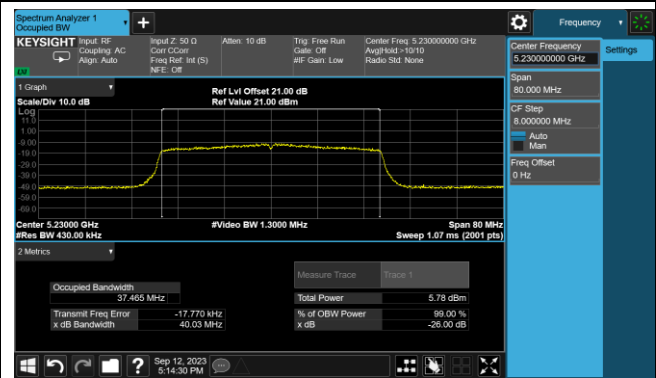 Spectrum Analyzer 1
Occupied BW
Frequency
KEYSIGHT
Input: RF
Coupling: AC
Align: Auto
Input Z: 50 Ω
Corr CCorr
Freq Ref: Int (S)
NFE: Off
Atten: 10 dB
Trig: Free Run
Gate: Off
#IF Gain: Low
Center Freq: 5.230000000 GHz
Avg|Hold:>10/10
Radio Std: None
1 Graph
Scale/Div 10.0 dB
Ref Lvl Offset 21.00 dB
Ref Value 21.00 dBm
Log
11.0
1.00
-9.00
-19.0
-29.0
-39.0
-49.0
-59.0
-69.0
Center 5.23000 GHz
#Res BW 430.00 kHz
#Video BW 1.3000 MHz
Span 80 MHz
Sweep 1.07 ms (2001 pts)
2 Metrics
Measure Trace
Trace 1
Occupied Bandwidth
37.465 MHz
Total Power
5.78 dBm
Transmit Freq Error
-17.770 kHz
% of OBW Power
99.00 %
x dB Bandwidth
40.03 MHz
x dB
-26.00 dB
Sep 12, 2023
5:14:30 PM
Center Frequency
5.230000000 GHz
Settings
Span
80.000 MHz
CF Step
8.000000 MHz
Auto
Man
Freq Offset
0 Hz